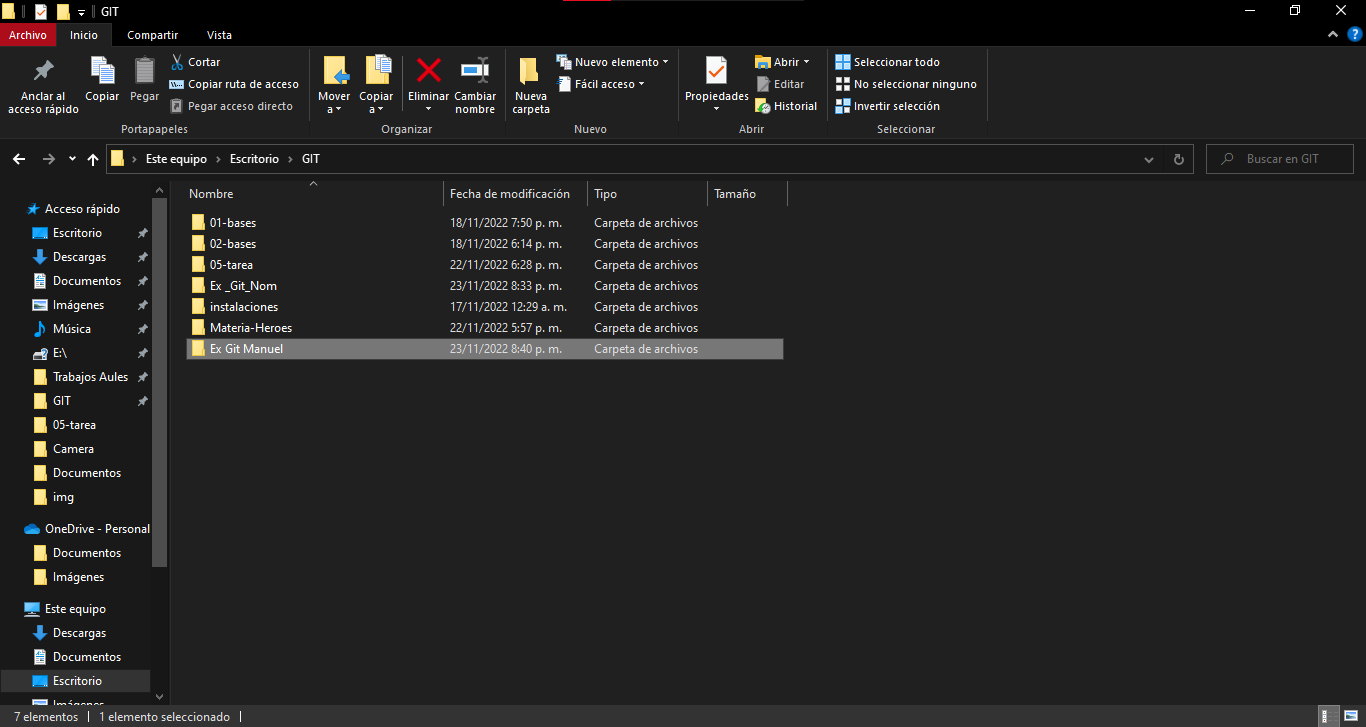 GIT
Archivo Inicio Compartir Vista
Anclar al acceso rápido
Copiar
Pegar
Cortar
Copiar ruta de acceso
Pegar acceso directo
Portapapeles
Mover a
Copiar a
Eliminar
Cambiar nombre
Organizar
Nueva carpeta
Nuevo elemento
Fácil acceso
Nuevo
Propiedades
Abrir
Editar
Historial
Abrir
Seleccionar todo
No seleccionar ninguno
Invertir selección
Seleccionar
Este equipo > Escritorio > GIT
Buscar en GIT
Acceso rápido
Escritorio
Descargas
Documentos
Imágenes
Música
E:\
Trabajos Aules
GIT
05-tarea
Camera
Documentos
img
OneDrive - Personal
Documentos
Imágenes
Este equipo
Descargas
Documentos
Escritorio
Imágenes
Nombre Fecha de modificación Tipo Tamaño
01-bases 18/11/2022 7:50 p. m. Carpeta de archivos
02-bases 18/11/2022 6:14 p. m. Carpeta de archivos
05-tarea 22/11/2022 6:28 p. m. Carpeta de archivos
Ex _Git_Nom 23/11/2022 8:33 p. m. Carpeta de archivos
instalaciones 17/11/2022 12:29 a. m. Carpeta de archivos
Materia-Heroes 22/11/2022 5:57 p. m. Carpeta de archivos
Ex Git Manuel 23/11/2022 8:40 p. m. Carpeta de archivos
7 elementos 1 elemento seleccionado